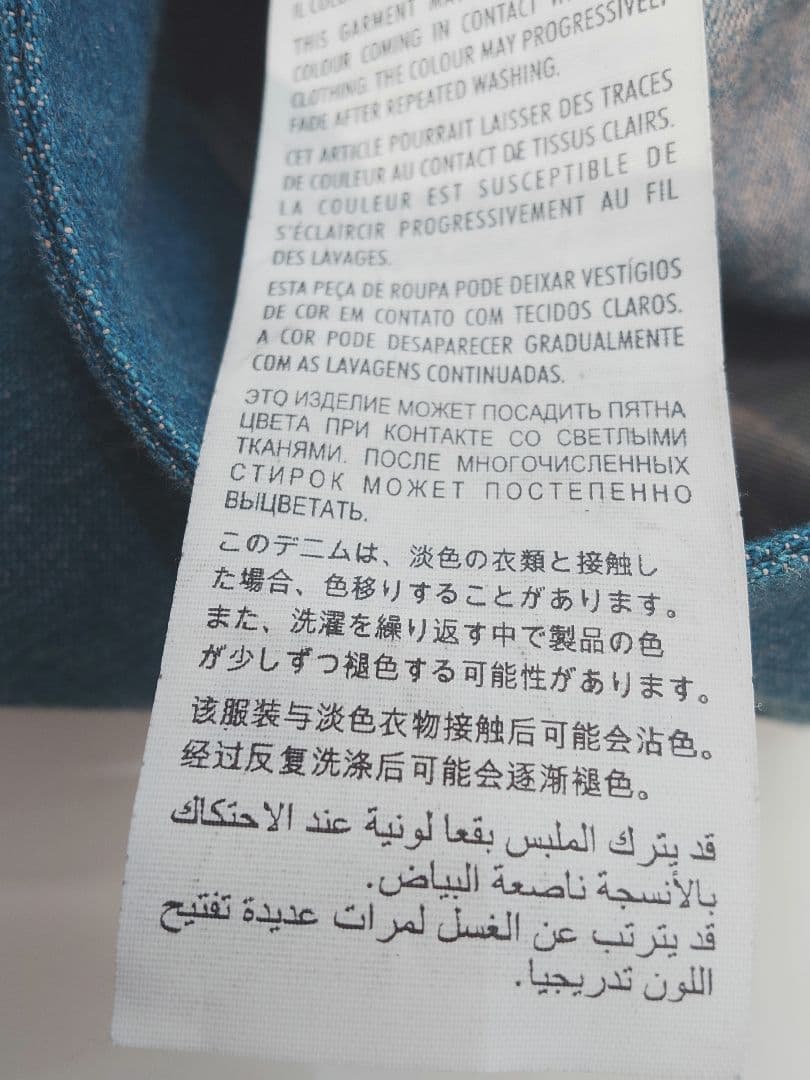 IL COLO
THIS GARMENT MA
COLOUR COMING IN CONTACT W
CLOTHING. THE COLOUR MAY PROGRESSIVELY
FADE AFTER REPEATED WASHING.
CET ARTICLE POURRAIT LAISSER DES TRACES
DE COULEUR AU CONTACT DE TISSUS CLAIRS.
LA COULEUR EST SUSCEPTIBLE DE
S'ÉCLAIRCIR PROGRESSIVEMENT AU FIL
DES LAVAGES.
ESTA PEÇA DE ROUPA PODE DEIXAR VESTÍGIOS
DE COR EM CONTATO COM TECIDOS CLAROS.
A COR PODE DESAPARECER GRADUALMENTE
COM AS LAVAGENS CONTINUADAS.
ЭТО ИЗДЕЛИЕ МОЖЕТ ПОСАДИТЬ ПЯТНА
ЦВЕТА ПРИ КОНТАКТЕ СО СВЕТЛЫМИ
ТКАНЯМИ. ПОСЛЕ МНОГОЧИСЛЕННЫХ
СТИРОК МОЖЕТ ПОСТЕПЕННО
ВЫЦВЕТАТЬ.
このデニムは、淡色の衣類と接触し
た場合、色移りすることがあります。
また、洗濯を繰り返す中で製品の色
が少しずつ褪色する可能性があります。
该服装与淡色衣物接触后可能会沾色。
经过反复洗涤后可能会逐渐褪色。
قد يترك الملبس بقعا لونية عند الاحتكاك
بالأنسجة ناصعة البياض.
قد يترتب عن الغسل لمرات عديدة تفتيح
اللون تدريجيا.